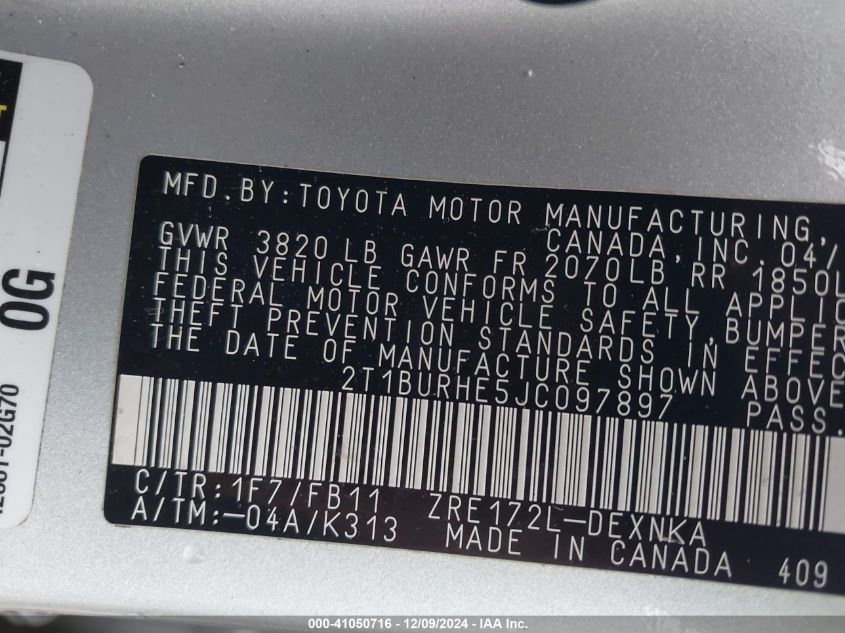 MFD.BY:TOYOTA MOTOR MANUFACTURING,
CANADA,INC. 04/
GVWR 3820 LB GAWR FR 2070LB RR 1850L
THIS VEHICLE CONFORMS TO ALL APPLIC
FEDERAL MOTOR VEHICLE SAFETY,BUMPER
THEFT PREVENTION STANDARDS IN EFFEC
THE DATE OF MANUFACTURE SHOWN ABOVE
2T1BURHE5JC097897 PASS.
C/TR:1F7/FB11 ZRE172L-DEXNKA
A/TM:-04A/K313 MADE IN CANADA 409
0G
-02G70
000-41050716 - 12/09/2024 - IAA, Inc.